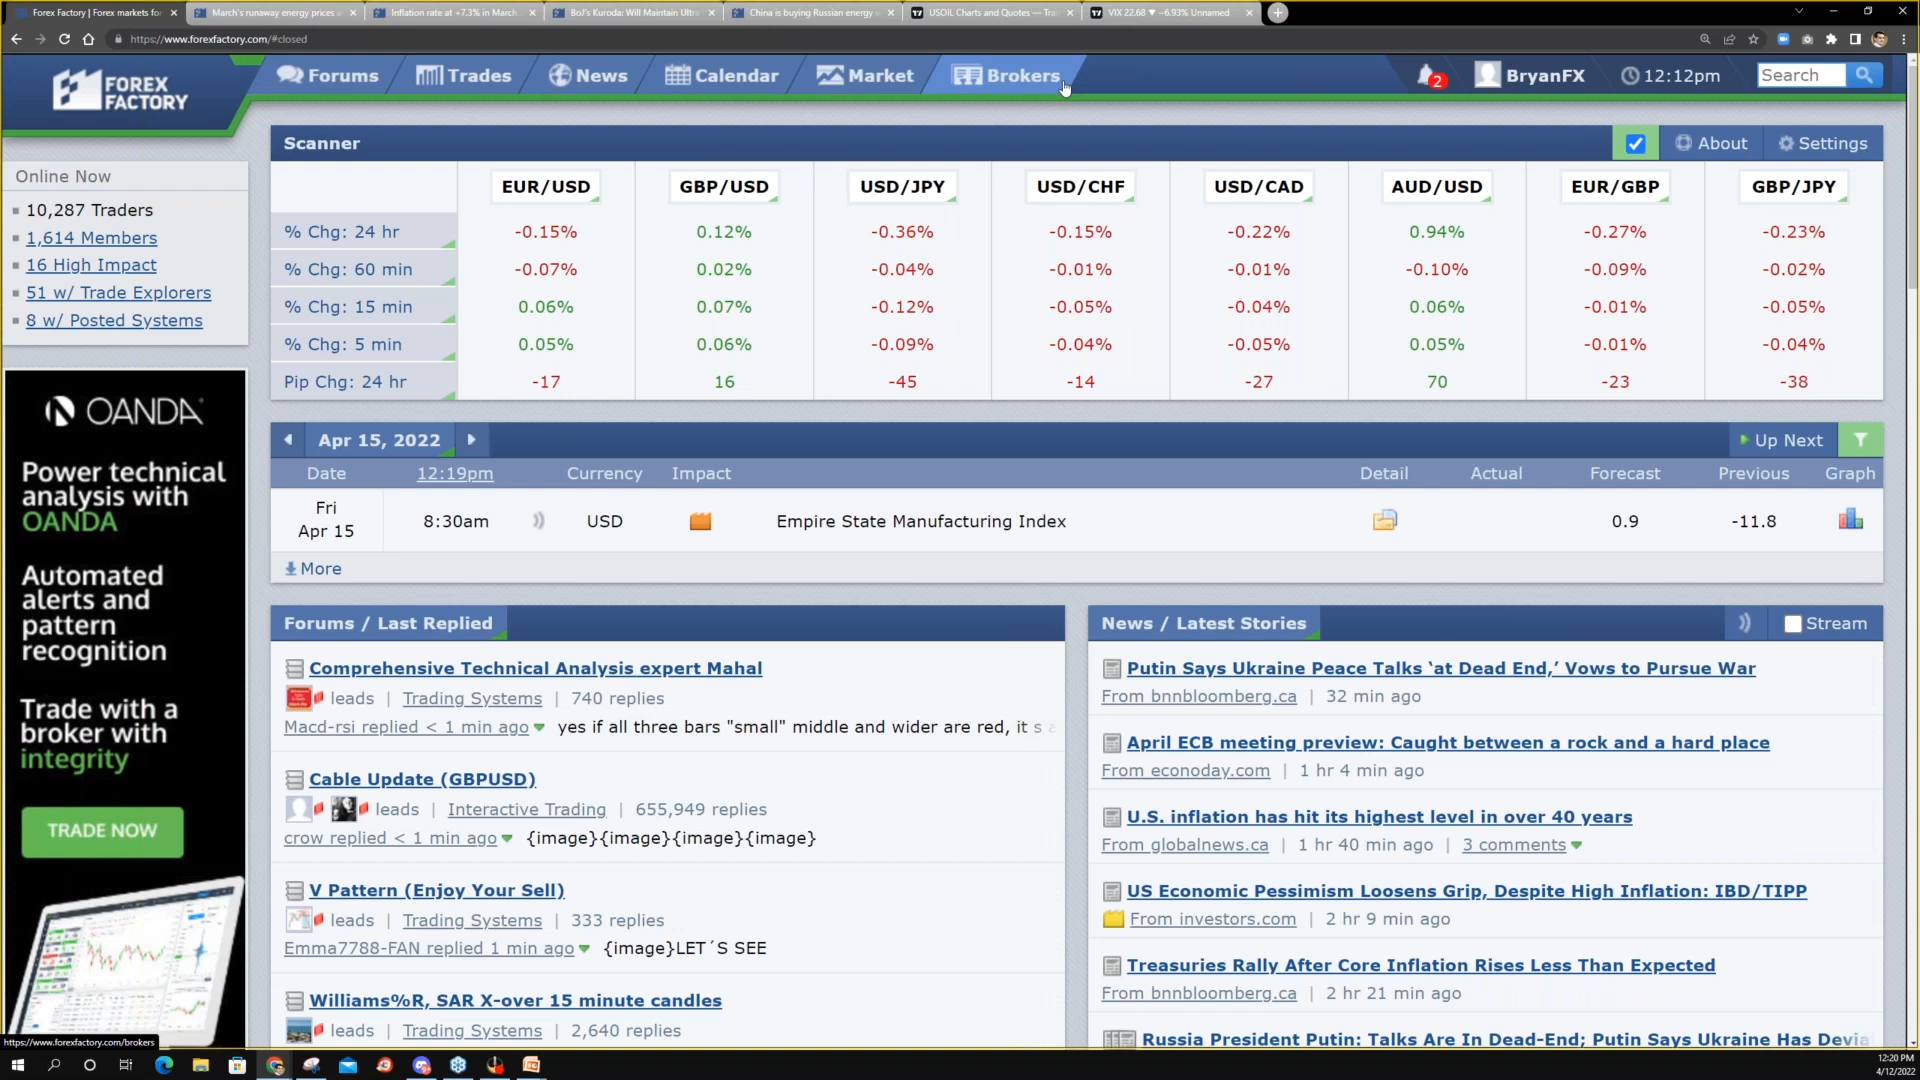 Forex Factory | Forex markets for
March's runaway energy prices a
Inflation rate at +7.3% in March
BoJ's Kuroda: Will Maintain Ultra
China is buying Russian energy w
USOIL Charts and Quotes — Tra
VIX 22.68 ▼ −6.93% Unnamed
https://www.forexfactory.com/#closed
FOREX FACTORY
Forums
Trades
News
Calendar
Market
Brokers
2
BryanFX
12:12pm
Search
Online Now
10,287 Traders
1,614 Members
16 High Impact
51 w/ Trade Explorers
8 w/ Posted Systems
Scanner
About
Settings
EUR/USD GBP/USD USD/JPY USD/CHF USD/CAD AUD/USD EUR/GBP GBP/JPY
% Chg: 24 hr -0.15% 0.12% -0.36% -0.15% -0.22% 0.94% -0.27% -0.23%
% Chg: 60 min -0.07% 0.02% -0.04% -0.01% -0.01% -0.10% -0.09% -0.02%
% Chg: 15 min 0.06% 0.07% -0.12% -0.05% -0.04% 0.06% -0.01% -0.05%
% Chg: 5 min 0.05% 0.06% -0.09% -0.04% -0.05% 0.05% -0.01% -0.04%
Pip Chg: 24 hr -17 16 -45 -14 -27 70 -23 -38
Apr 15, 2022
Up Next
Date 12:19pm Currency Impact Detail Actual Forecast Previous Graph
Fri
Apr 15
8:30am USD Empire State Manufacturing Index 0.9 -11.8
More
OANDA
Power technical
analysis with
OANDA
Automated
alerts and
pattern
recognition
Trade with a
broker with
integrity
TRADE NOW
Forums / Last Replied
Comprehensive Technical Analysis expert Mahal
leads | Trading Systems | 740 replies
Macd-rsi replied < 1 min ago yes if all three bars "small" middle and wider are red, it s a
Cable Update (GBPUSD)
leads | Interactive Trading | 655,949 replies
crow replied < 1 min ago {image}{image}{image}{image}
V Pattern (Enjoy Your Sell)
leads | Trading Systems | 333 replies
Emma7788-FAN replied 1 min ago {image}LET´S SEE
Williams%R, SAR X-over 15 minute candles
leads | Trading Systems | 2,640 replies
News / Latest Stories
Stream
Putin Says Ukraine Peace Talks ‘at Dead End,’ Vows to Pursue War
From bnnbloomberg.ca | 32 min ago
April ECB meeting preview: Caught between a rock and a hard place
From econoday.com | 1 hr 4 min ago
U.S. inflation has hit its highest level in over 40 years
From globalnews.ca | 1 hr 40 min ago | 3 comments
US Economic Pessimism Loosens Grip, Despite High Inflation: IBD/TIPP
From investors.com | 2 hr 9 min ago
Treasuries Rally After Core Inflation Rises Less Than Expected
From bnnbloomberg.ca | 2 hr 21 min ago
Russia President Putin: Talks Are In Dead-End; Putin Says Ukraine Has Devia
https://www.forexfactory.com/brokers
12:20 PM
4/12/2022